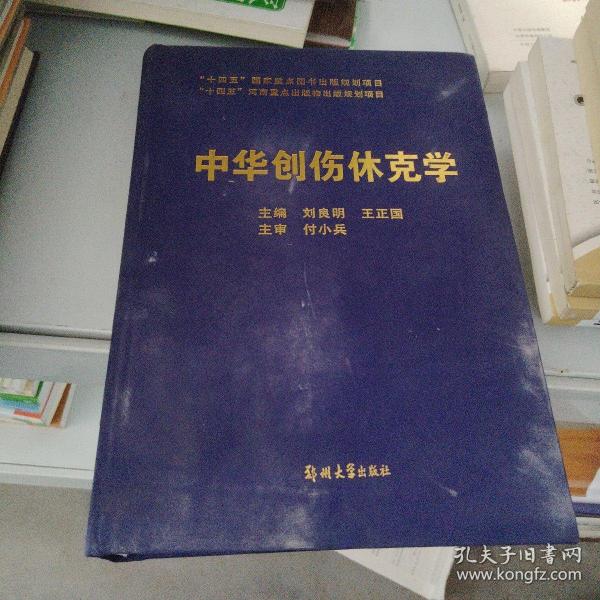 “十四五”国家重点图书出版规划项目
“十四五”河南重点出版物出版规划项目
中华创伤休克学
主编 刘良明 王正国
主审 付小兵
郑州大学出版社
孔夫子旧书网
www.kongfz.com